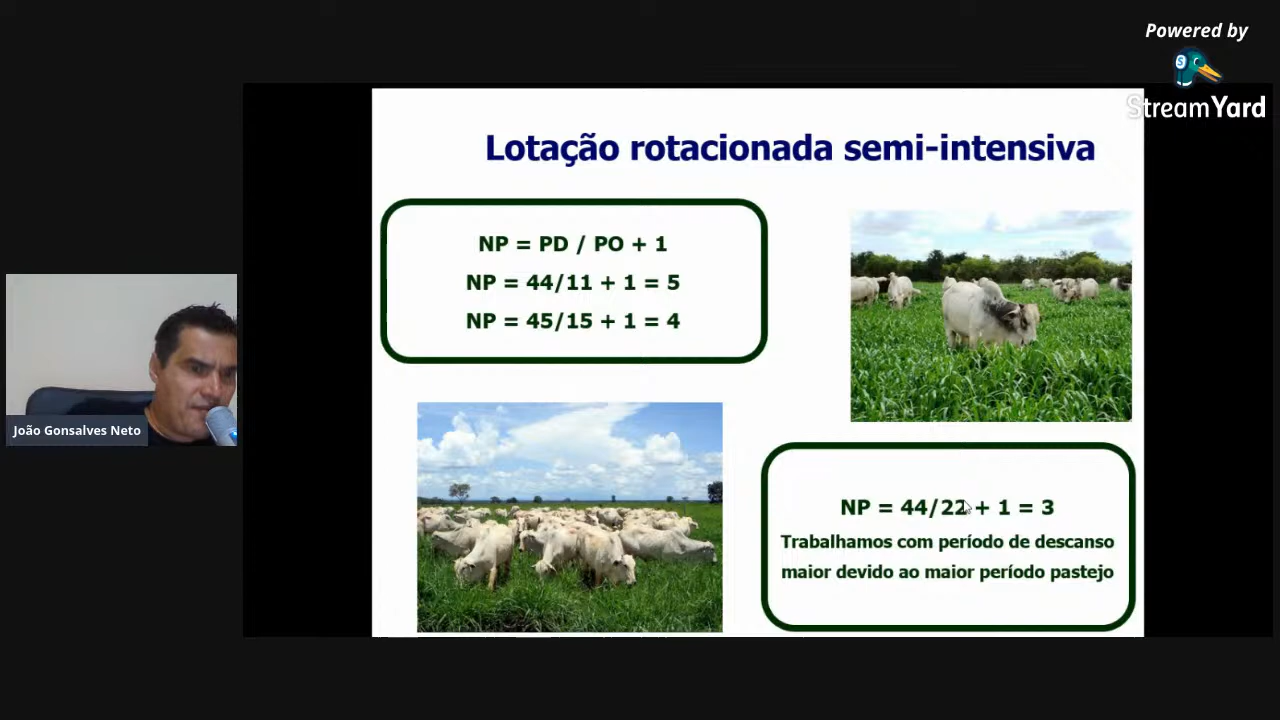 Powered by
StreamYard
Lotação rotacionada semi-intensiva
NP = PD / PO + 1
NP = 44/11 + 1 = 5
NP = 45/15 + 1 = 4
João Gonsalves Neto
NP = 44/22 + 1 = 3
Trabalhamos com período de descanso
maior devido ao maior período pastejo